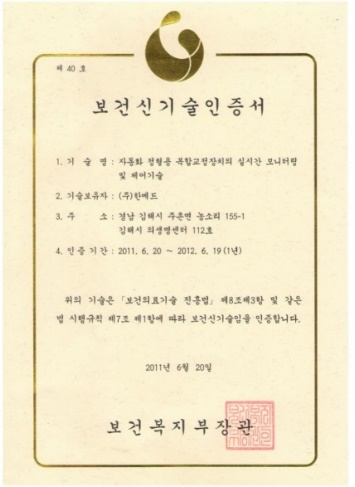 제 40 호
보건신기술인증서
1. 기 술 명 : 자동화 정형용 복합교정장치의 실시간 모니터링
및 제어기술
2. 기술보유자 : (주)한메드
3. 주 소 : 경남 김해시 주촌면 농소리 155-1
김해시 의생명센터 112호
4. 인증기간 : 2011. 6. 20 ~ 2012. 6. 19(1년)
위의 기술은 「보건의료기술 진흥법」 제8조제3항 및 같은
법 시행규칙 제7조 제1항에 따라 보건신기술임을 인증합니다.
2011년 6월 20일
보건복지부장관